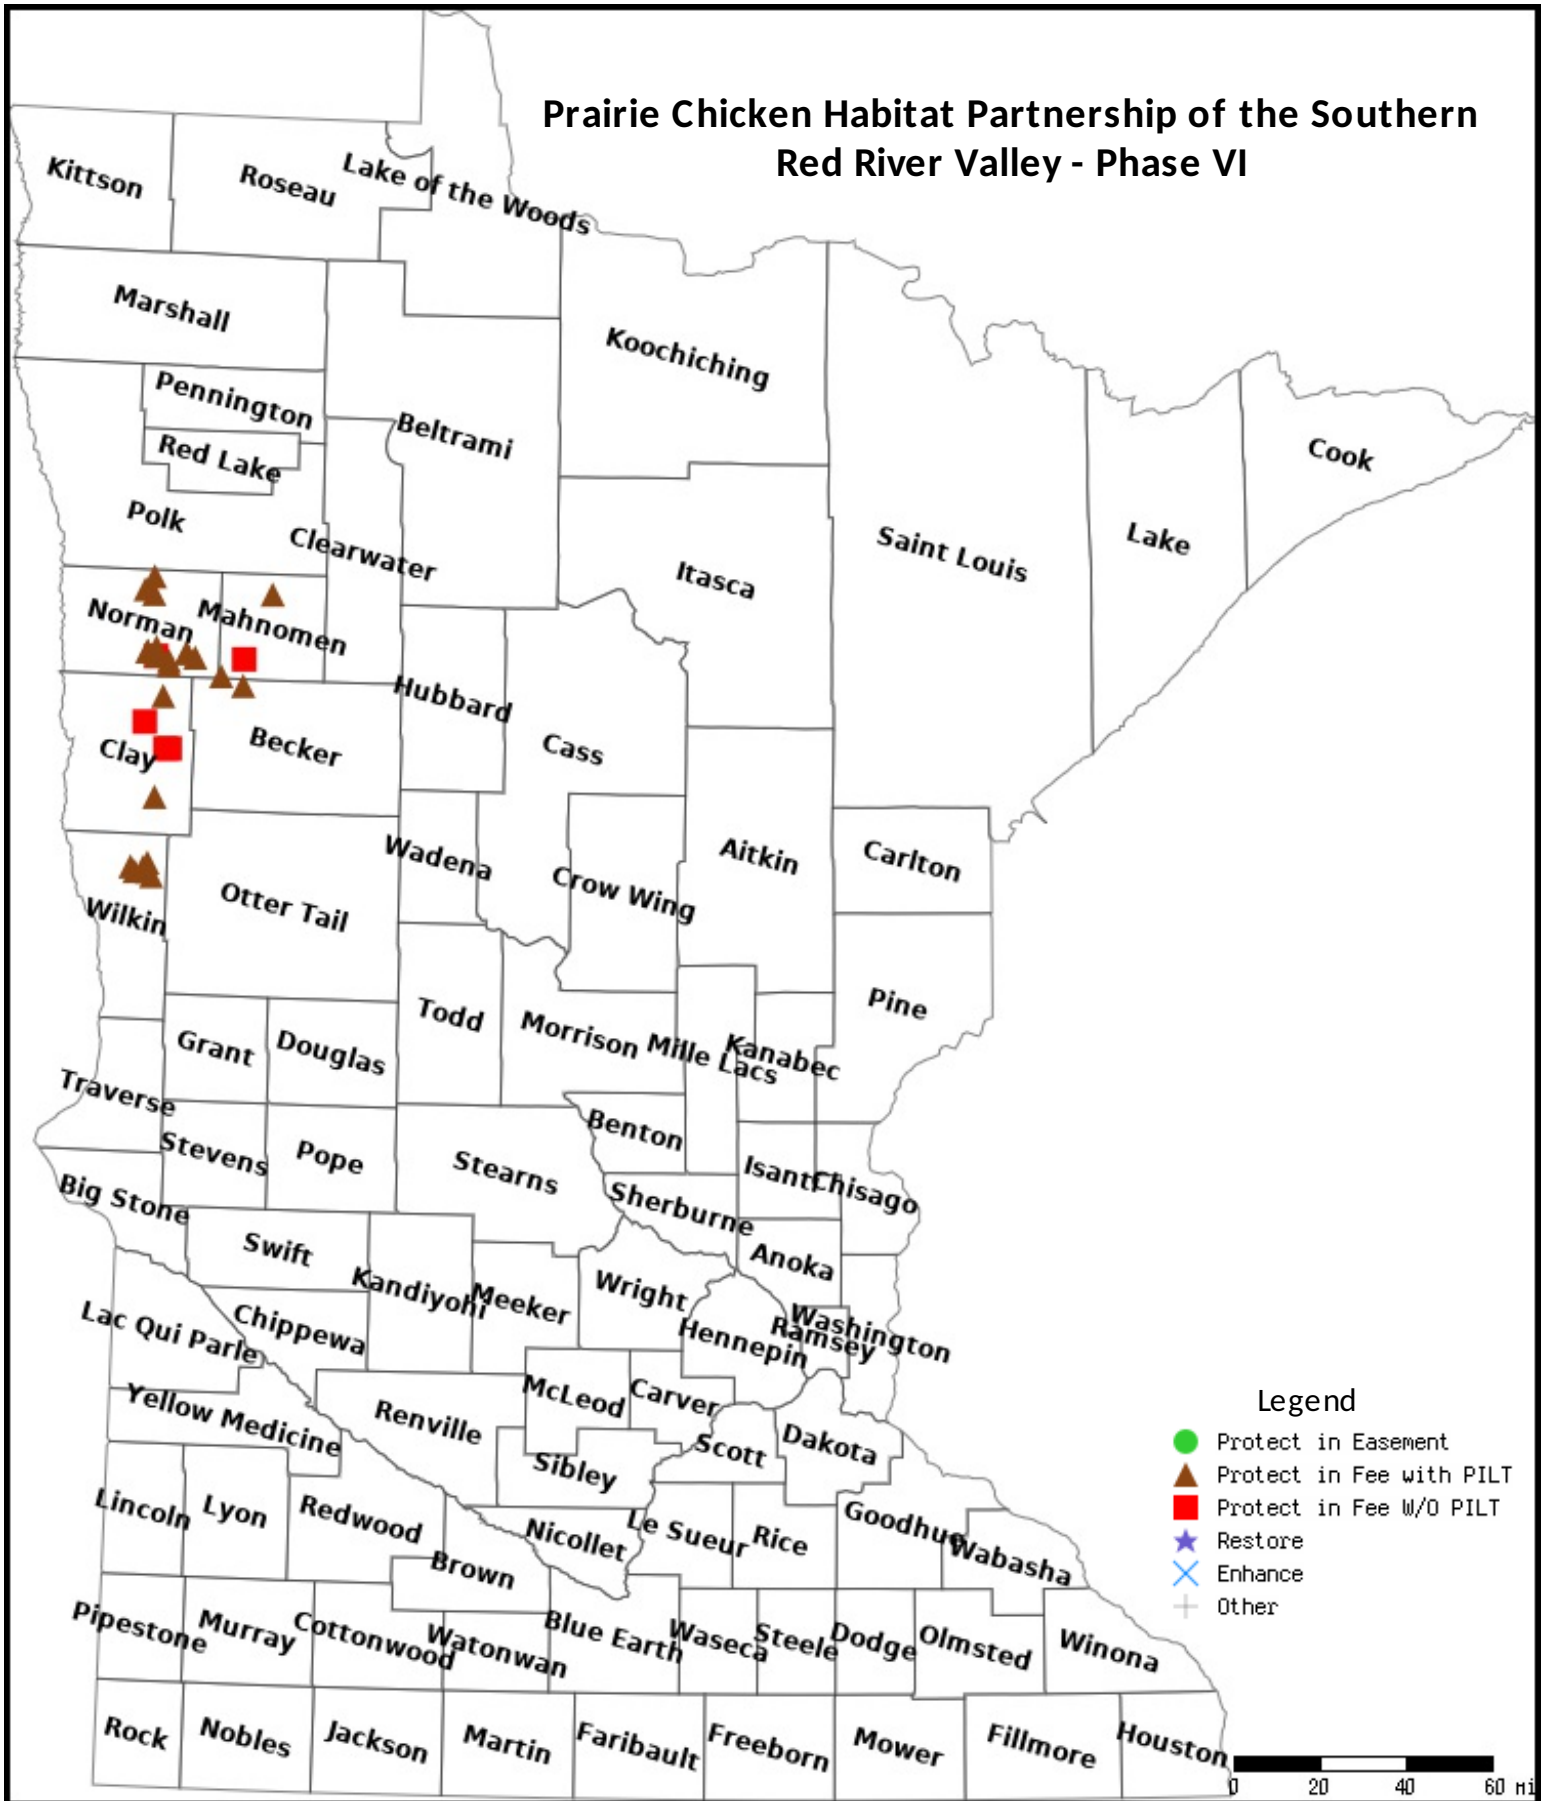 Prairie Chicken Habitat Partnership of the Southern
Red River Valley - Phase VI
Kittson
Roseau
Lake of the Woods
Marshall
Koochiching
Pennington
Beltrami
Red Lake
Cook
Polk
Clearwater
Saint Louis
Lake
Itasca
Norman
Mahnomen
Hubbard
Cass
Clay
Becker
Wadena
Crow Wing
Aitkin
Carlton
Otter Tail
Wilkin
Pine
Todd
Morrison
Mille Lacs
Kanabec
Grant
Douglas
Traverse
Benton
Stevens
Pope
Stearns
Isanti
Chisago
Big Stone
Sherburne
Swift
Anoka
Kandiyohi
Meeker
Wright
Lac Qui Parle
Chippewa
Hennepin
Ramsey
Washington
Yellow Medicine
Renville
McLeod
Carver
Scott
Dakota
Sibley
Lincoln
Lyon
Redwood
Nicollet
Le Sueur
Rice
Goodhue
Wabasha
Brown
Pipestone
Murray
Cottonwood
Watonwan
Blue Earth
Waseca
Steele
Dodge
Olmsted
Winona
Rock
Nobles
Jackson
Martin
Faribault
Freeborn
Mower
Fillmore
Houston
Legend
Protect in Easement
Protect in Fee with PILT
Protect in Fee W/O PILT
Restore
Enhance
Other
0 20 40 60 mi